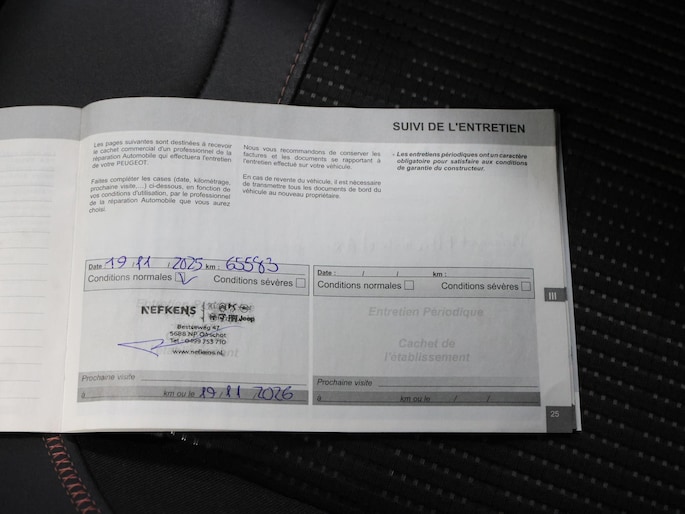 SUIVI DE L'ENTRETIEN
Les pages suivantes sont destinées à recevoir
le cachet commercial d'un professionnel de la
réparation Automobile qui effectuera l'entretien
de votre PEUGEOT.
Faites compléter les cases (date, kilométrage,
prochaine visite,...) ci-dessous, en fonction de
vos conditions d'utilisation, par le professionnel
de la réparation Automobile que vous aurez
choisi.
Nous vous recommandons de conserver les
factures et les documents se rapportant à
l'entretien effectué sur votre véhicule.
En cas de revente du véhicule, il est nécessaire
de transmettre tous les documents de bord du
véhicule au nouveau propriétaire.
- Les entretiens périodiques ont un caractère
obligatoire pour satisfaire aux conditions
de garantie du constructeur.
Date 19 / 11 / 2025 km : 65583
Conditions normales Conditions sévères
NEFKENS
Jeep
Bestseweg 47
5688 NP Oirschot
Tel.: 0499 753 710
www.nefkens.nl
Prochaine visite
à km ou le 19 / 11 / 2026
Date : / / km :
Conditions normales Conditions sévères
Entretien Périodique
Cachet de
l'établissement
Prochaine visite
à km ou le / /
III
25